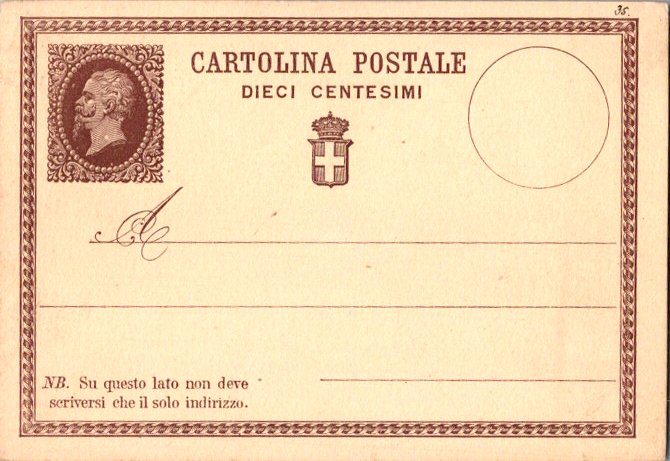 35.
CARTOLINA POSTALE
DIECI CENTESIMI
A
NB. Su questo lato non deve
scriversi che il solo indirizzo.